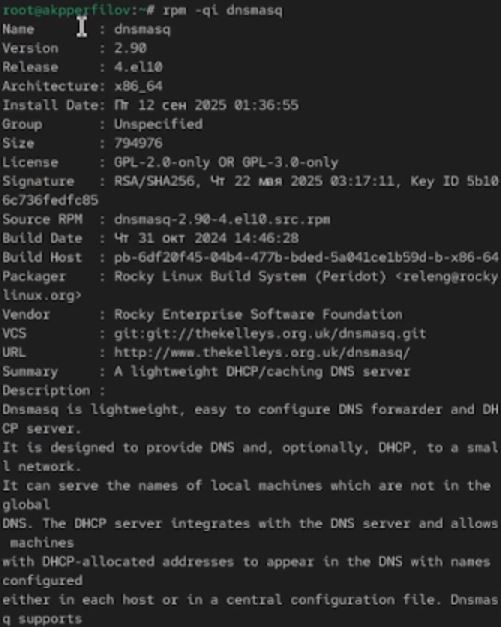 root@akpperfilov:~# rpm -qi dnsmasq
Name        : dnsmasq
Version     : 2.90
Release     : 4.el10
Architecture: x86_64
Install Date: Пт 12 сен 2025 01:36:55
Group       : Unspecified
Size        : 794976
License     : GPL-2.0-only OR GPL-3.0-only
Signature   : RSA/SHA256, Чт 22 мая 2025 03:17:11, Key ID 5b10
6c736fedfc85
Source RPM  : dnsmasq-2.90-4.el10.src.rpm
Build Date  : Чт 31 окт 2024 14:46:28
Build Host  : pb-6df20f45-04b4-477b-bded-5a041ce1b59d-b-x86-64
Packager    : Rocky Linux Build System (Peridot) <releng@rocky
linux.org>
Vendor      : Rocky Enterprise Software Foundation
VCS         : git:git://thekelleys.org.uk/dnsmasq.git
URL         : http://www.thekelleys.org.uk/dnsmasq/
Summary     : A lightweight DHCP/caching DNS server
Description :
Dnsmasq is lightweight, easy to configure DNS forwarder and DH
CP server.
It is designed to provide DNS and, optionally, DHCP, to a smal
l network.
It can serve the names of local machines which are not in the
global
DNS. The DHCP server integrates with the DNS server and allows
 machines
with DHCP-allocated addresses to appear in the DNS with names
configured
either in each host or in a central configuration file. Dnsmas
q supports